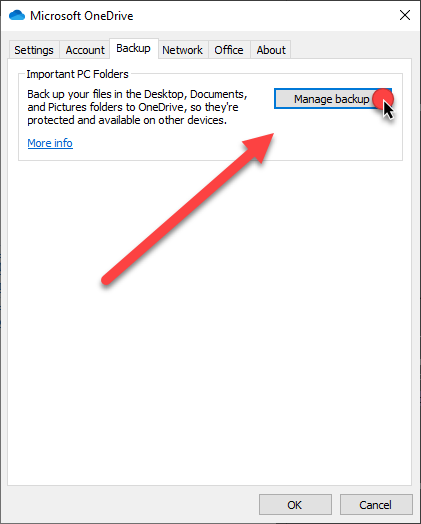 Microsoft OneDrive
Settings Account Backup Network Office About
Important PC Folders
Back up your files in the Desktop, Documents,
and Pictures folders to OneDrive, so they're
protected and available on other devices.
Manage backup
More info
OK Cancel